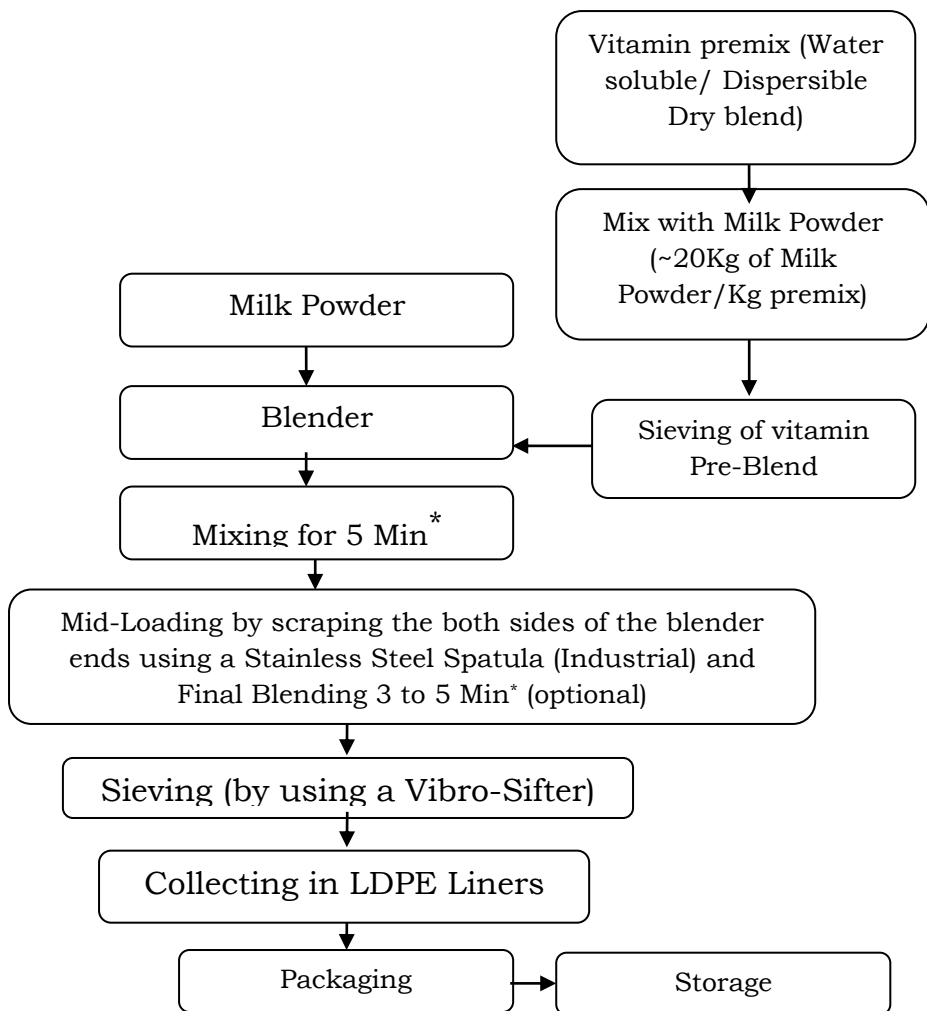 Vitamin premix (Water
soluble/ Dispersible
Dry blend)
Mix with Milk Powder
(~20Kg of Milk
Powder/Kg premix)
Milk Powder
Blender
Sieving of vitamin
Pre-Blend
Mixing for 5 Min*
Mid-Loading by scraping the both sides of the blender
ends using a Stainless Steel Spatula (Industrial) and
Final Blending 3 to 5 Min* (optional)
Sieving (by using a Vibro-Sifter)
Collecting in LDPE Liners
Packaging
Storage